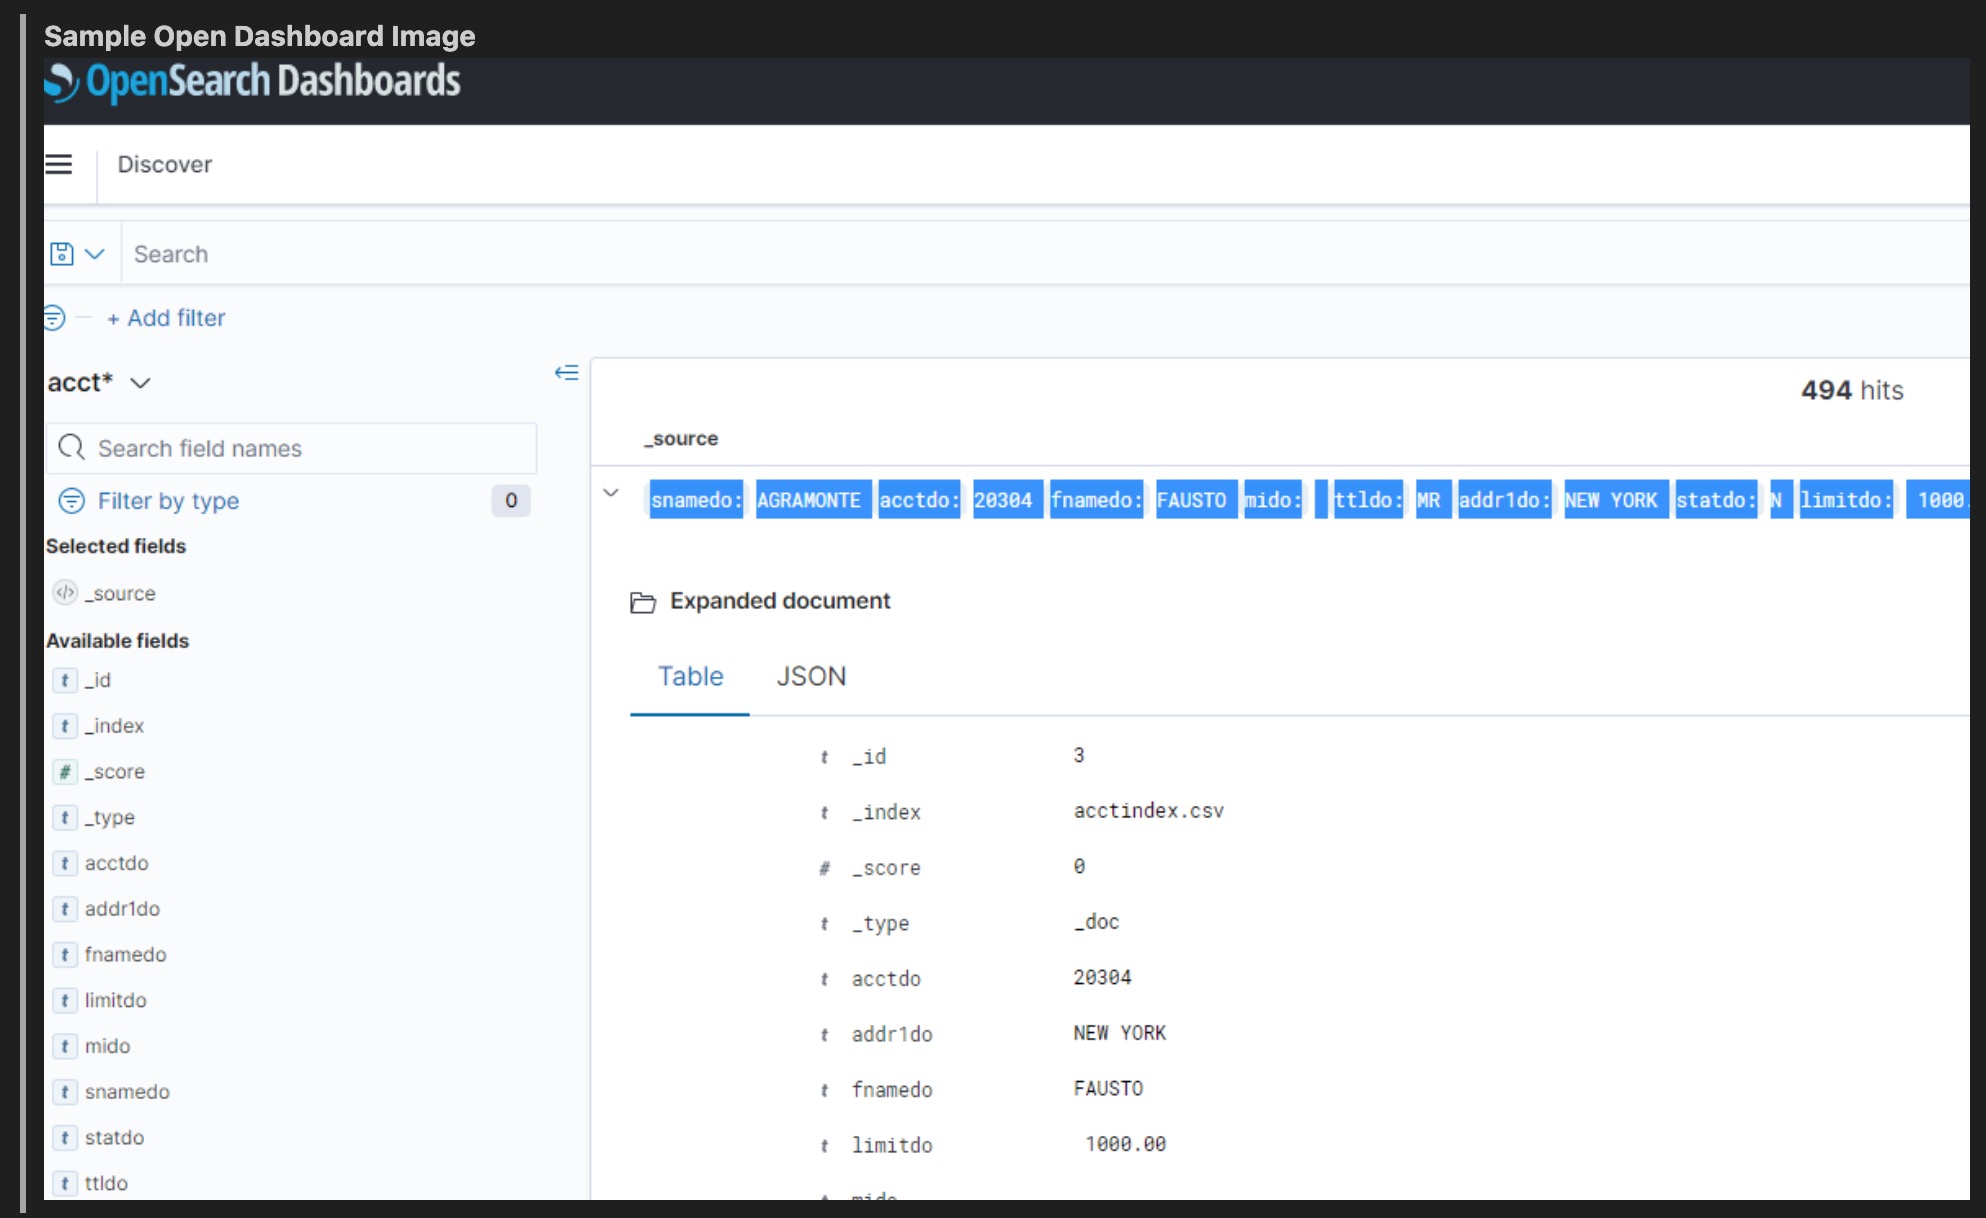 Sample Open Dashboard Image
OpenSearch Dashboards
Discover
Search
+ Add filter
acct*
494 hits
Search field names
_source
Filter by type 0
snamedo: AGRAMONTE acctdo: 20304 fnamedo: FAUSTO mido: ttldo: MR addr1do: NEW YORK statdo: N limitdo: 1000.
Selected fields
_source
Expanded document
Available fields
Table JSON
t _id
t _index
# _score
t _type
t acctdo
t addr1do
t fnamedo
t limitdo
t mido
t snamedo
t statdo
t ttldo
t _id 3
t _index acctindex.csv
# _score 0
t _type _doc
t acctdo 20304
t addr1do NEW YORK
t fnamedo FAUSTO
t limitdo 1000.00